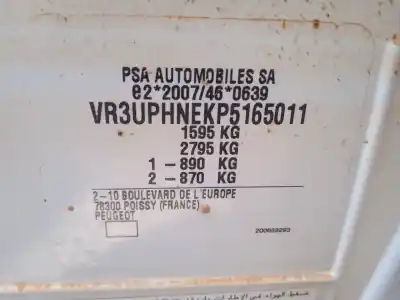 PSA AUTOMOBILES SA
e2*2007/46*0639
VR3UPHNEKP5165011
1595 KG
2795 KG
1 – 890 KG
2 – 870 KG
2–10 BOULEVARD DE L'EUROPE
78300 POISSY (FRANCE)
PEUGEOT